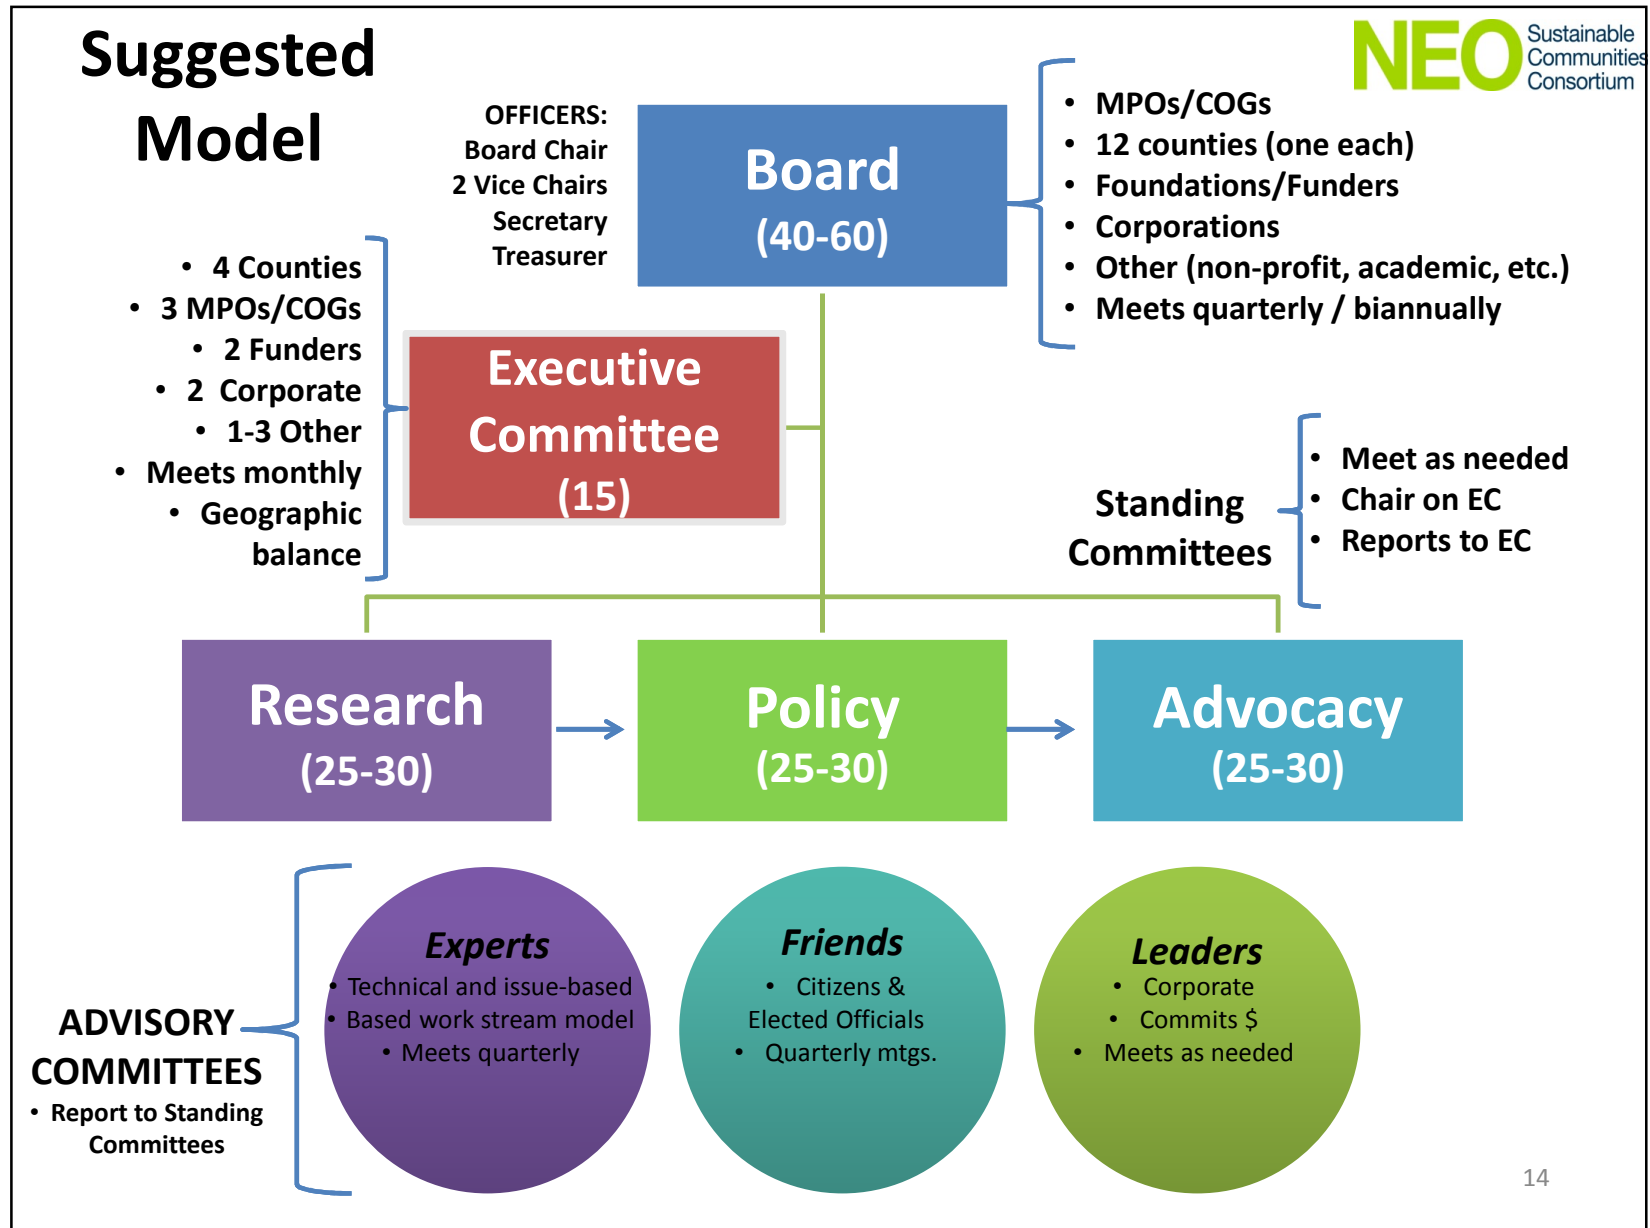 Suggested
Model
NEO
Sustainable
Communities
Consortium
OFFICERS:
Board Chair
2 Vice Chairs
Secretary
Treasurer
Board
(40-60)
• MPOs/COGs
• 12 counties (one each)
• Foundations/Funders
• Corporations
• Other (non-profit, academic, etc.)
• Meets quarterly / biannually
• 4 Counties
• 3 MPOs/COGs
• 2 Funders
• 2 Corporate
• 1-3 Other
• Meets monthly
• Geographic
balance
Executive
Committee
(15)
Standing
Committees
• Meet as needed
• Chair on EC
• Reports to EC
Research
(25-30)
Policy
(25-30)
Advocacy
(25-30)
ADVISORY
COMMITTEES
• Report to Standing
Committees
Experts
• Technical and issue-based
• Based work stream model
• Meets quarterly
Friends
• Citizens &
Elected Officials
• Quarterly mtgs.
Leaders
• Corporate
• Commits $
• Meets as needed
14